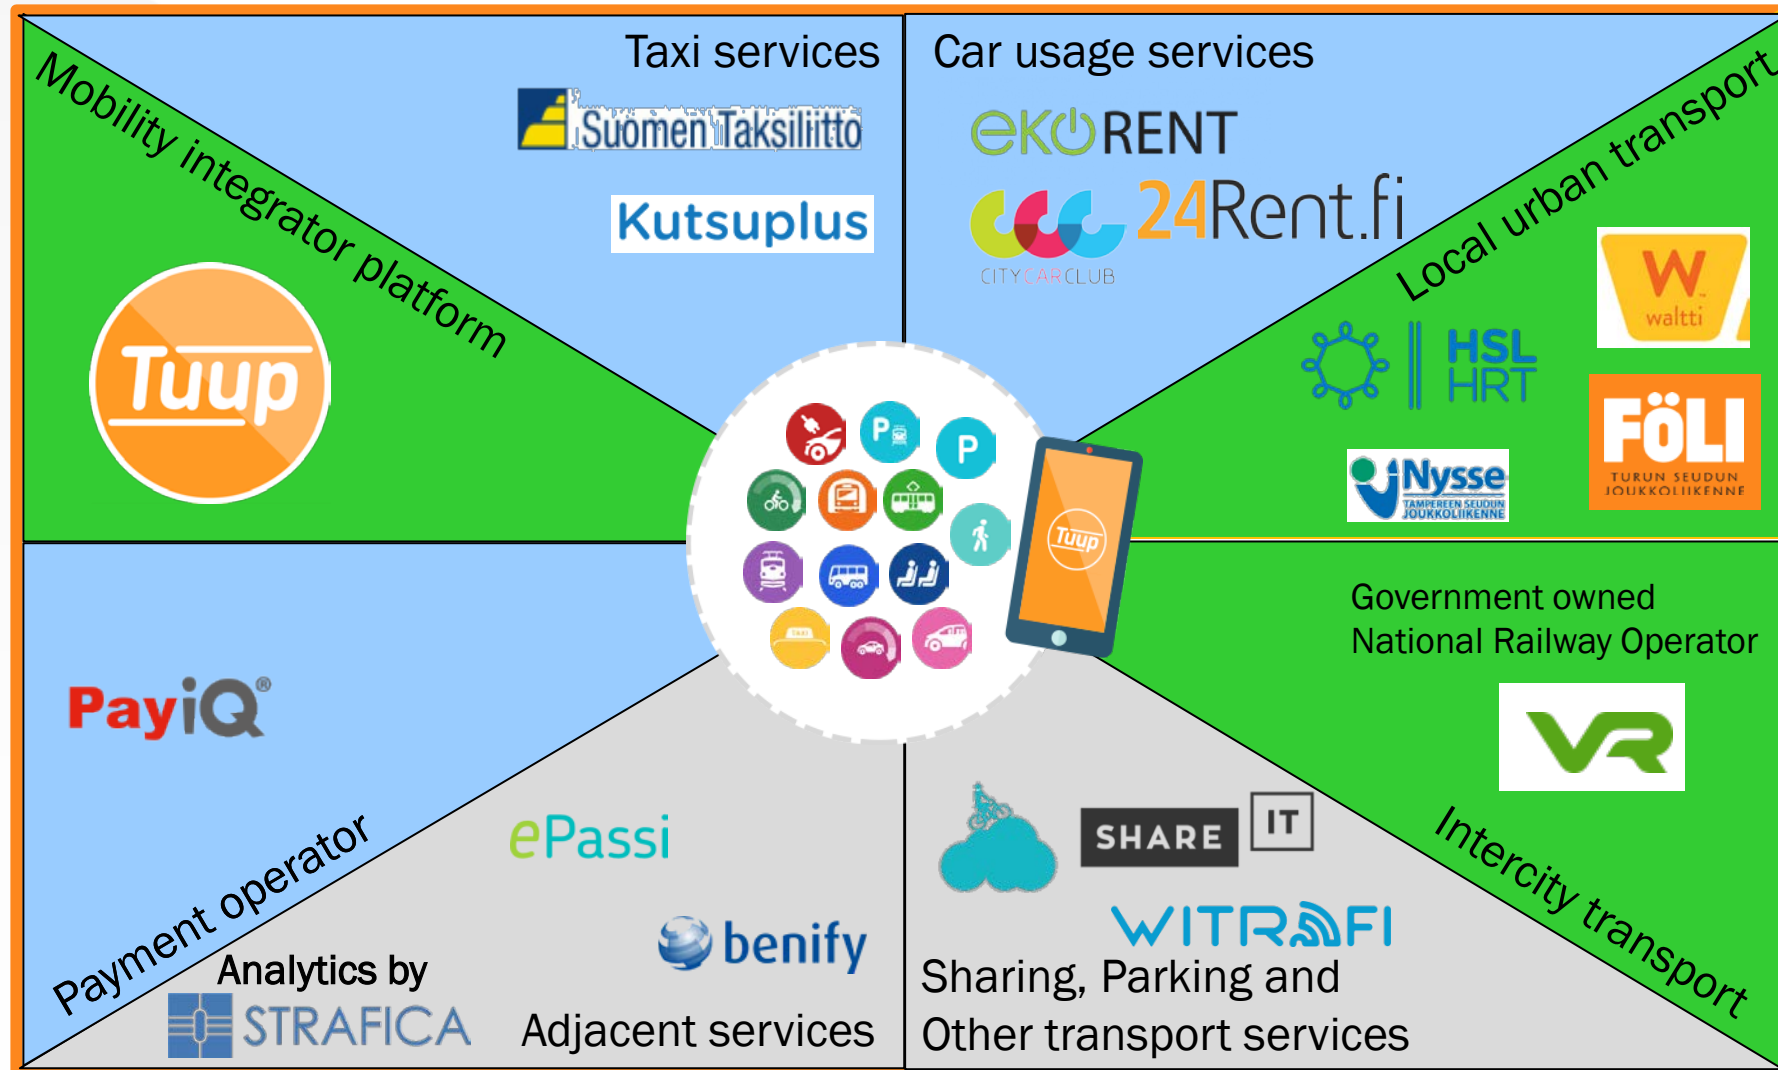 Taxi services
Suomen Taksiliitto
Kutsuplus
Car usage services
eKORENT
24Rent.fi
CITYCARCLUB
Mobility integrator platform
Tuup
Local urban transport
W
waltti
HSL
HRT
FÖLI
TURUN SEUDUN
JOUKKOLIIKENNE
Nysse
TAMPEREEN SEUDUN
JOUKKOLIIKENNE
P
P
TAXI
Tuup
PayiQ®
Payment operator
Government owned
National Railway Operator
VR
Intercity transport
ePassi
benify
Analytics by
STRAFICA
Adjacent services
SHARE IT
WITRAFI
Sharing, Parking and
Other transport services